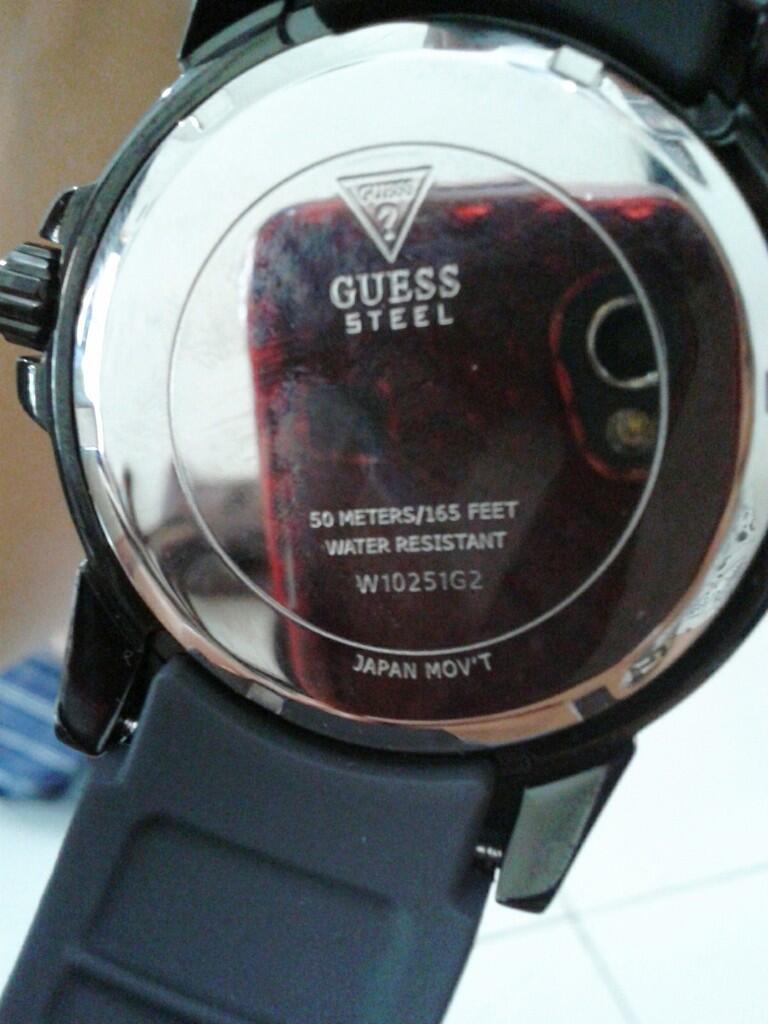 GUESS
?
GUESS
STEEL
50 METERS/165 FEET
WATER RESISTANT
W10251G2
JAPAN MOV'T